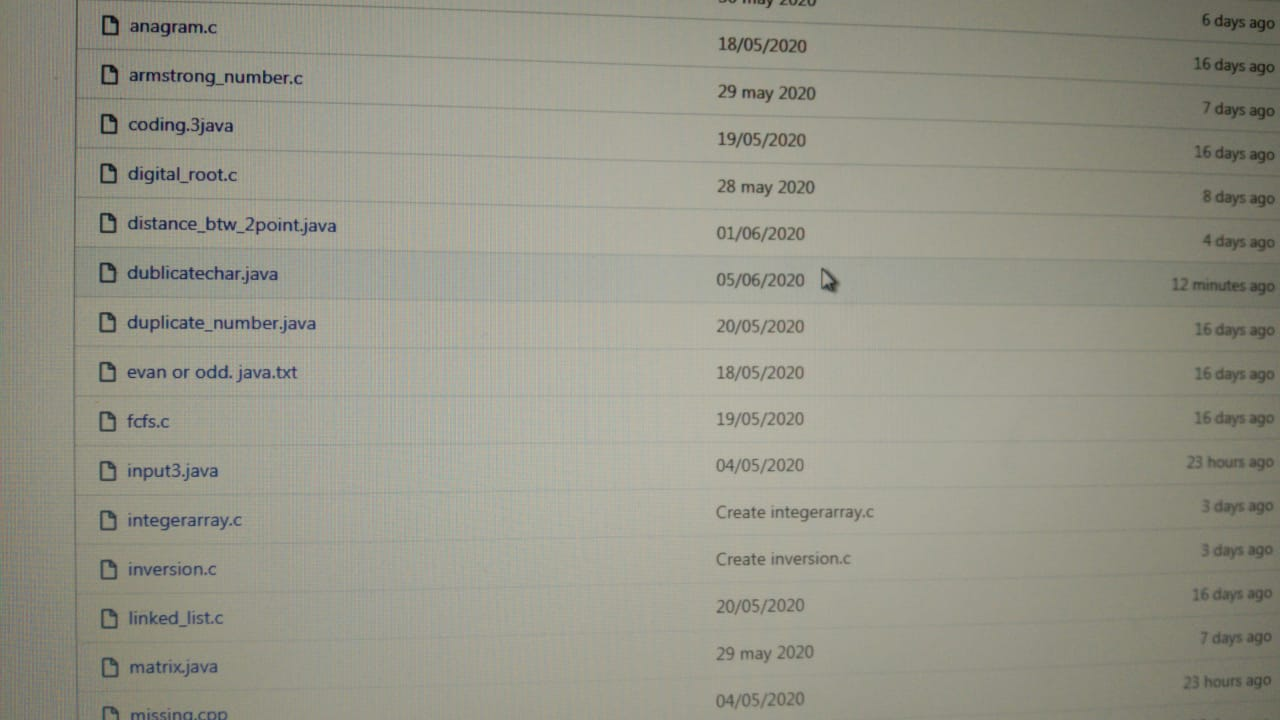 30 may 2020 6 days ago
anagram.c 18/05/2020 16 days ago
armstrong_number.c 29 may 2020 7 days ago
coding.3java 19/05/2020 16 days ago
digital_root.c 28 may 2020 8 days ago
distance_btw_2point.java 01/06/2020 4 days ago
dublicatechar.java 05/06/2020 12 minutes ago
duplicate_number.java 20/05/2020 16 days ago
evan or odd. java.txt 18/05/2020 16 days ago
fcfs.c 19/05/2020 16 days ago
input3.java 04/05/2020 23 hours ago
integerarray.c Create integerarray.c 3 days ago
inversion.c Create inversion.c 3 days ago
linked_list.c 20/05/2020 16 days ago
matrix.java 29 may 2020 7 days ago
missing.cpp 04/05/2020 23 hours ago